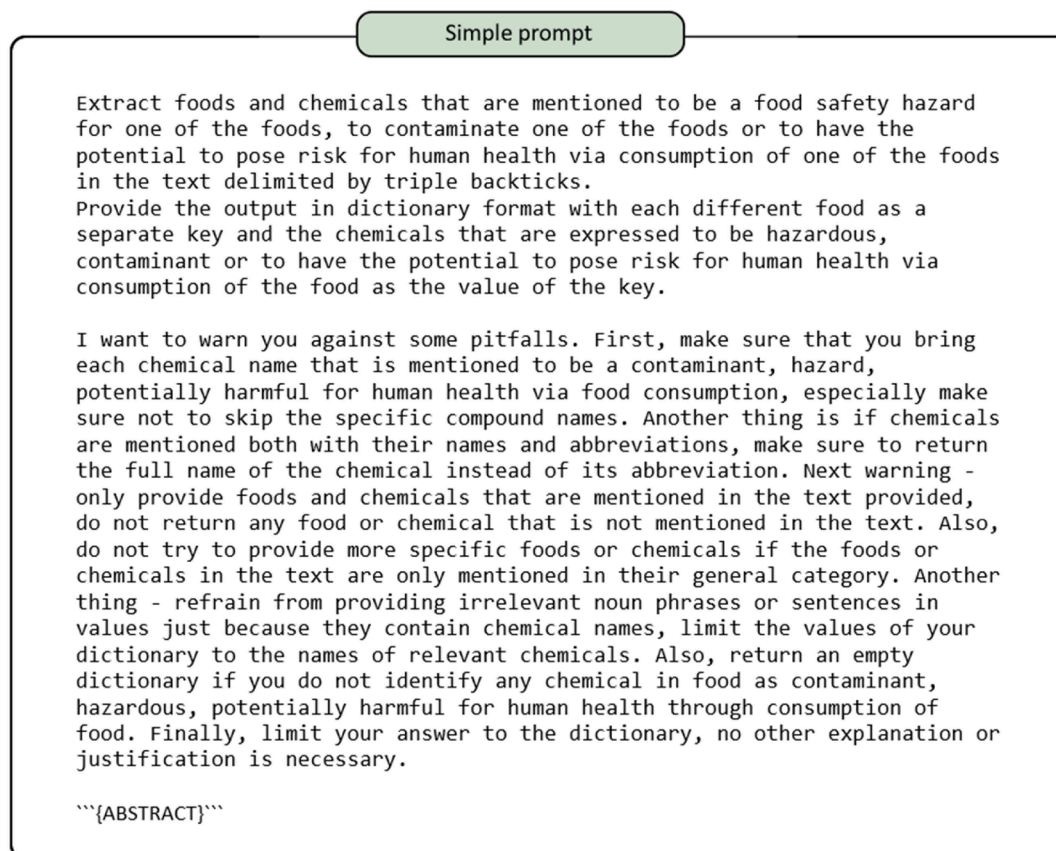 Simple prompt
Extract foods and chemicals that are mentioned to be a food safety hazard
for one of the foods, to contaminate one of the foods or to have the
potential to pose risk for human health via consumption of one of the foods
in the text delimited by triple backticks.
Provide the output in dictionary format with each different food as a
separate key and the chemicals that are expressed to be hazardous,
contaminant or to have the potential to pose risk for human health via
consumption of the food as the value of the key.
I want to warn you against some pitfalls. First, make sure that you bring
each chemical name that is mentioned to be a contaminant, hazard,
potentially harmful for human health via food consumption, especially make
sure not to skip the specific compound names. Another thing is if chemicals
are mentioned both with their names and abbreviations, make sure to return
the full name of the chemical instead of its abbreviation. Next warning -
only provide foods and chemicals that are mentioned in the text provided,
do not return any food or chemical that is not mentioned in the text. Also,
do not try to provide more specific foods or chemicals if the foods or
chemicals in the text are only mentioned in their general category. Another
thing - refrain from providing irrelevant noun phrases or sentences in
values just because they contain chemical names, limit the values of your
dictionary to the names of relevant chemicals. Also, return an empty
dictionary if you do not identify any chemical in food as contaminant,
hazardous, potentially harmful for human health through consumption of
food. Finally, limit your answer to the dictionary, no other explanation or
justification is necessary.
```{ABSTRACT}```